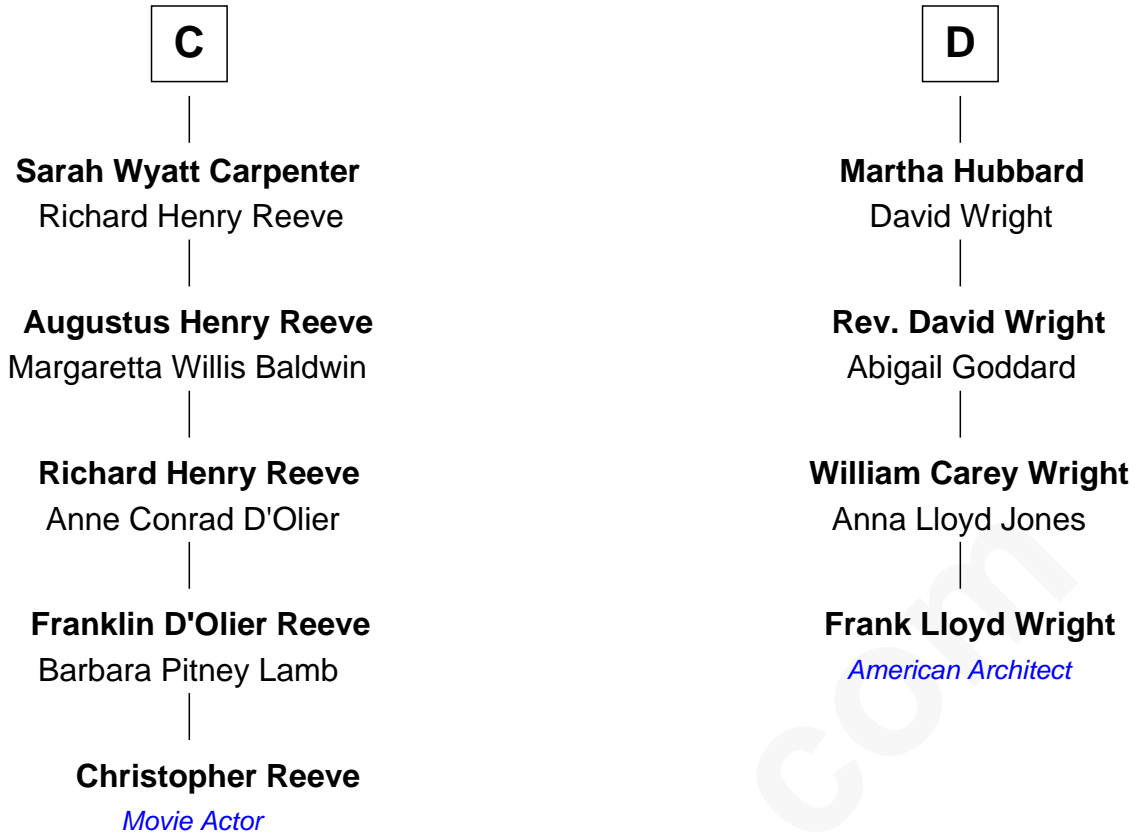 C
Sarah Wyatt Carpenter
Richard Henry Reeve
Augustus Henry Reeve
Margaretta Willis Baldwin
Richard Henry Reeve
Anne Conrad D'Olier
Franklin D'Olier Reeve
Barbara Pitney Lamb
Christopher Reeve
Movie Actor
D
Martha Hubbard
David Wright
Rev. David Wright
Abigail Goddard
William Carey Wright
Anna Lloyd Jones
Frank Lloyd Wright
American Architect
com